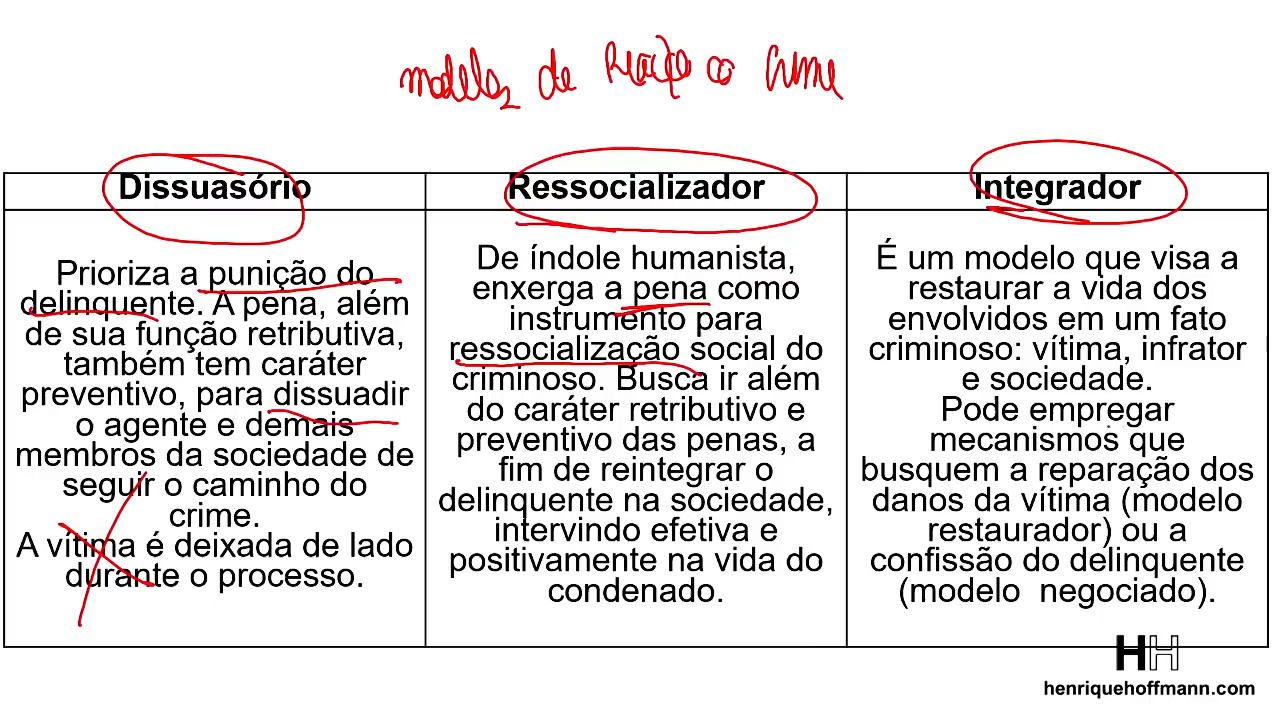 modelos de reação ao crime
Dissuasório
Ressocializador
Integrador
Prioriza a punição do
delinquente. A pena, além
de sua função retributiva,
também tem caráter
preventivo, para dissuadir
o agente e demais
membros da sociedade de
seguir o caminho do
crime.
A vítima é deixada de lado
durante o processo.
De índole humanista,
enxerga a pena como
instrumento para
ressocialização social do
criminoso. Busca ir além
do caráter retributivo e
preventivo das penas, a
fim de reintegrar o
delinquente na sociedade,
intervindo efetiva e
positivamente na vida do
condenado.
É um modelo que visa a
restaurar a vida dos
envolvidos em um fato
criminoso: vítima, infrator
e sociedade.
Pode empregar
mecanismos que
busquem a reparação dos
danos da vítima (modelo
restaurador) ou a
confissão do delinquente
(modelo negociado).
HH
henriquehoffmann.com